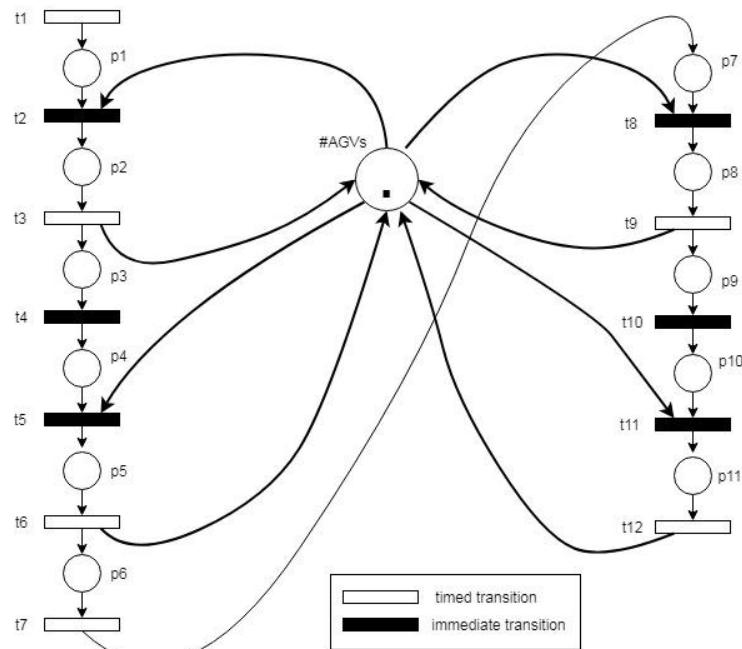 t1
p1
t2
p2
t3
p3
t4
p4
t5
p5
t6
p6
t7
#AGVs
p7
t8
p8
t9
p9
t10
p10
t11
p11
t12
timed transition
immediate transition